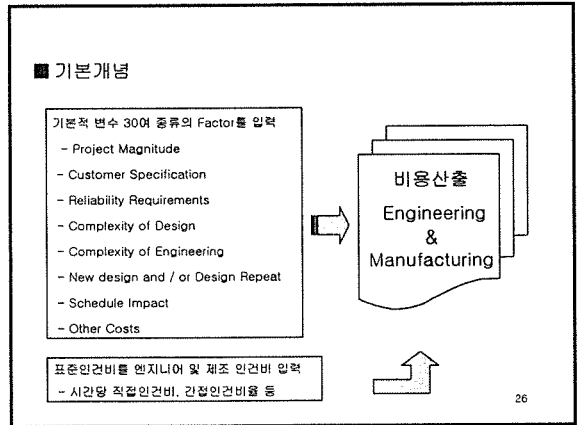 ■ 기본개념
기본적 변수 30여 종류의 Factor를 입력
- Project Magnitude
- Customer Specification
- Reliability Requirements
- Complexity of Design
- Complexity of Engineering
- New design and / or Design Repeat
- Schedule Impact
- Other Costs
비용산출
Engineering
&
Manufacturing
표준인건비를 엔지니어 및 제조 인건비 입력
- 시간당 직접인건비, 간접인건비율 등
26